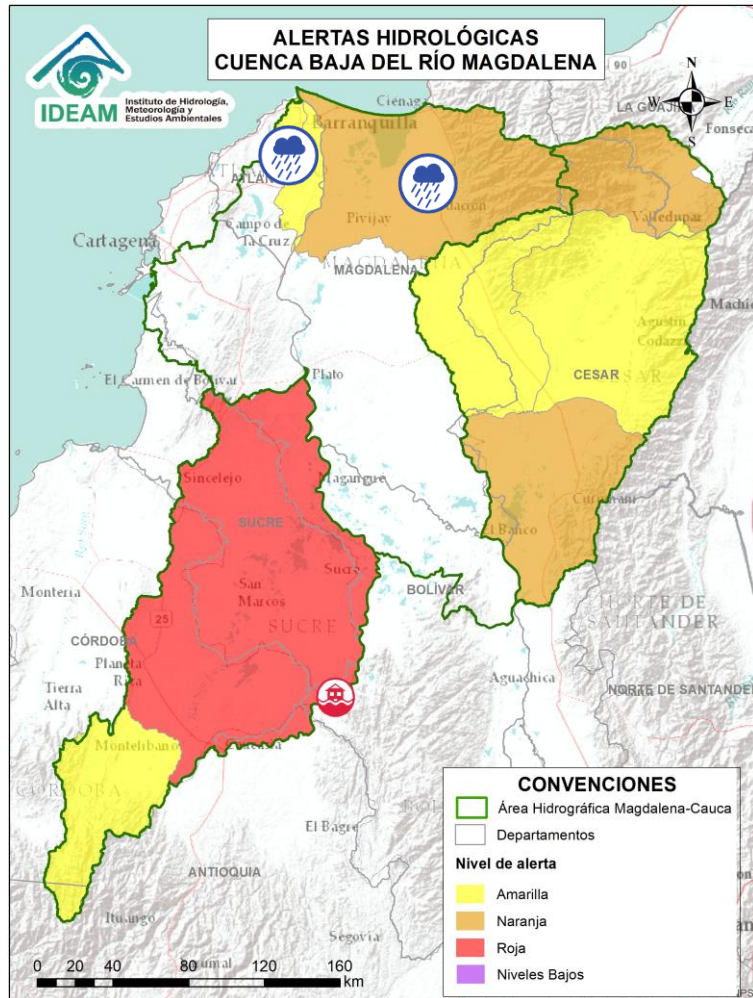 ALERTAS HIDROLÓGICAS
CUENCA BAJA DEL RÍO MAGDALENA
IDEAM
Instituto de Hidrología,
Meteorología y
Estudios Ambientales
90
N
W
E
S
LA GUAJIRA
Fonseca
Ciénaga
Barranquilla
ATLÁN
Campo de
la Cruz
Pivijay
Valledupar
Cartagena
MAGDALENA
MAGDALENA
Agustín
Codazzi
El Carmen de Bolívar
Plato
CESAR
Sincelejo
Magangue
SUCRE
El Banco
Sucre
San
Marcos
SUCRE
BOLÍVAR
Montería
25
CÓRDOBA
Planeta
Rica
Tierra
Alta
NORTE DE
SANTANDER
Aguachica
NORTE DE SANTANDER
Montelíbano
El Bagre
ANTIOQUIA
Ituango
Segovia
CONVENCIONES
Área Hidrográfica Magdalena-Cauca
Departamentos
Nivel de alerta
Amarilla
Naranja
Roja
Niveles Bajos
0 20 40 80 120 160
km